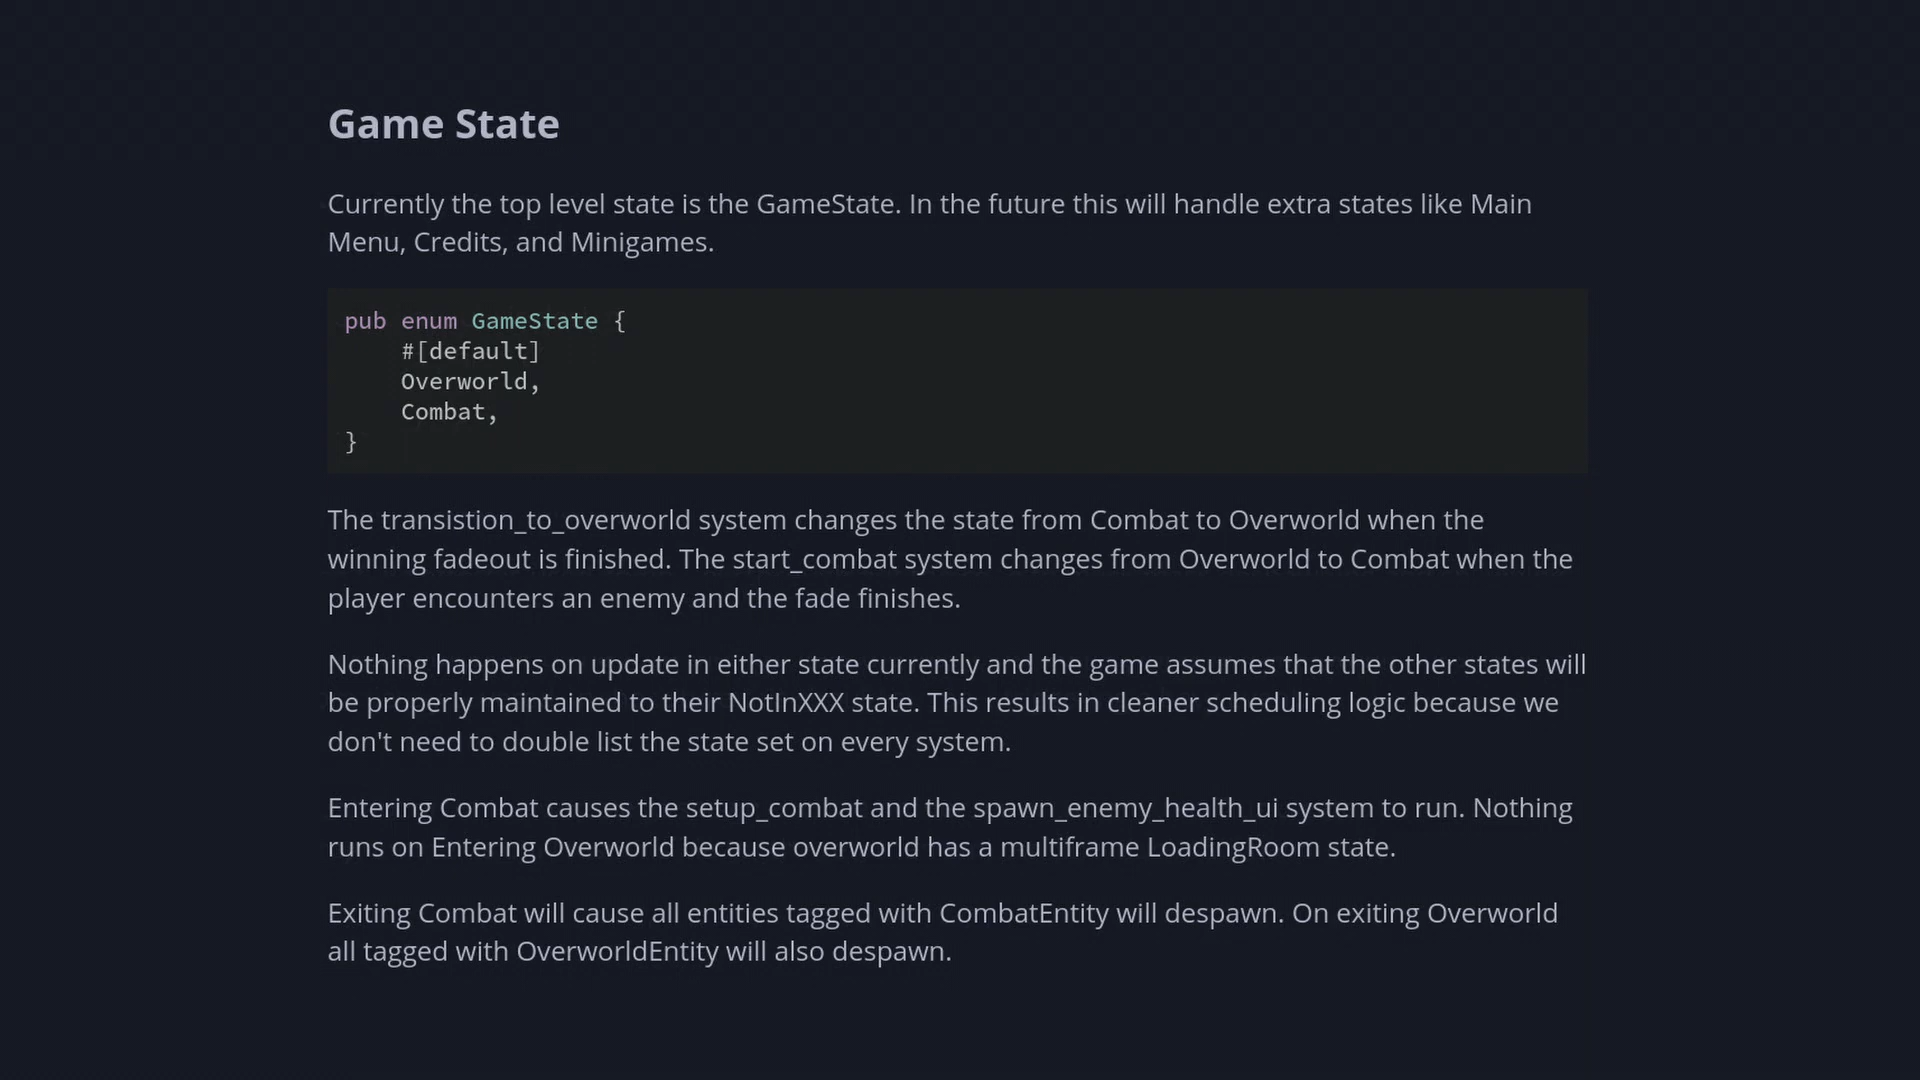 Game State
Currently the top level state is the GameState. In the future this will handle extra states like Main
Menu, Credits, and Minigames.
pub enum GameState {
    #[default]
    Overworld,
    Combat,
}
The transistion_to_overworld system changes the state from Combat to Overworld when the
winning fadeout is finished. The start_combat system changes from Overworld to Combat when the
player encounters an enemy and the fade finishes.
Nothing happens on update in either state currently and the game assumes that the other states will
be properly maintained to their NotInXXX state. This results in cleaner scheduling logic because we
don't need to double list the state set on every system.
Entering Combat causes the setup_combat and the spawn_enemy_health_ui system to run. Nothing
runs on Entering Overworld because overworld has a multiframe LoadingRoom state.
Exiting Combat will cause all entities tagged with CombatEntity will despawn. On exiting Overworld
all tagged with OverworldEntity will also despawn.